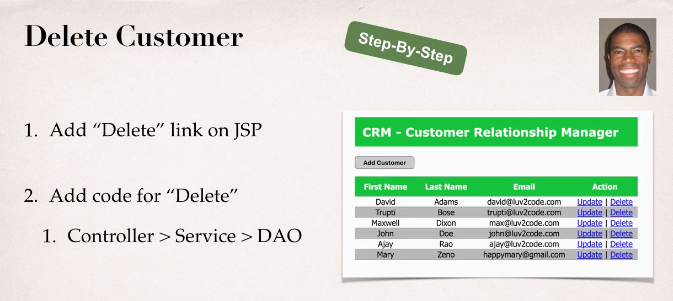 Delete Customer
Step-By-Step
1. Add “Delete” link on JSP
2. Add code for “Delete”
1. Controller > Service > DAO
CRM - Customer Relationship Manager
Add Customer
First Name Last Name Email Action
David Adams david@luv2code.com Update | Delete
Trupti Bose trupti@luv2code.com Update | Delete
Maxwell Dixon max@luv2code.com Update | Delete
John Doe john@luv2code.com Update | Delete
Ajay Rao ajay@luv2code.com Update | Delete
Mary Zeno happymary@gmail.com Update | Delete